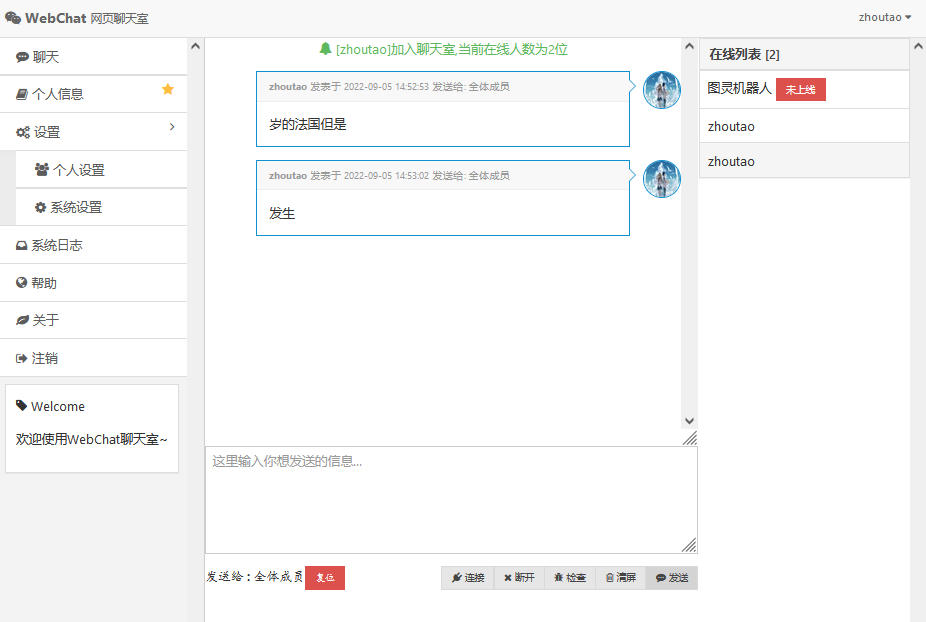 WebChat 网页聊天室
zhoutao
聊天
个人信息
设置
个人设置
系统设置
系统日志
帮助
关于
注销
Welcome
欢迎使用WebChat聊天室~
[zhoutao]加入聊天室,当前在线人数为2位
zhoutao 发表于 2022-09-05 14:52:53 发送给: 全体成员
岁的法国但是
zhoutao 发表于 2022-09-05 14:53:02 发送给: 全体成员
发生
这里输入你想发送的信息...
发送给：全体成员 复位
连接 断开 检查 清屏 发送
在线列表 [2]
图灵机器人 未上线
zhoutao
zhoutao